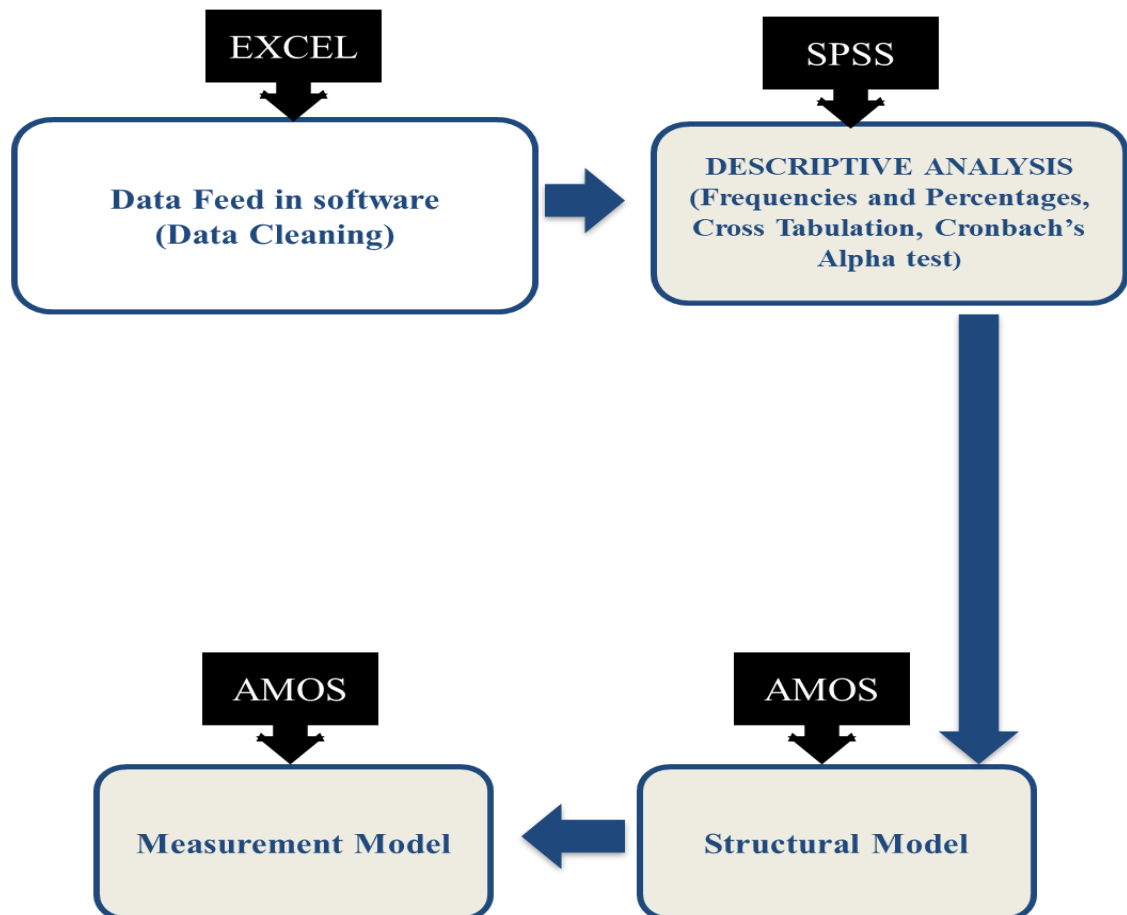 EXCEL
SPSS
Data Feed in software
(Data Cleaning)
DESCRIPTIVE ANALYSIS
(Frequencies and Percentages,
Cross Tabulation, Cronbach's
Alpha test)
AMOS
AMOS
Measurement Model
Structural Model